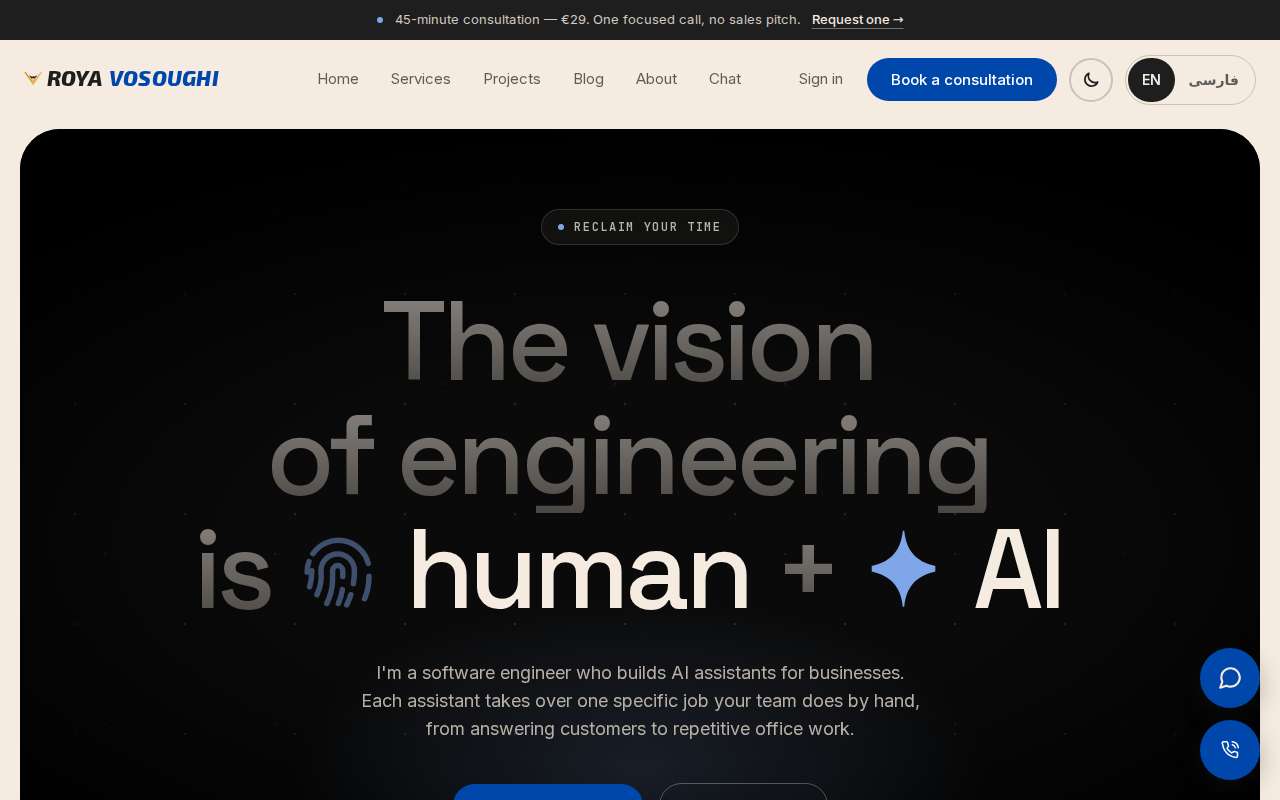 45-minute consultation — €29. One focused call, no sales pitch. Request one →
ROYA VOSOUGHI
Home Services Projects Blog About Chat Sign in Book a consultation EN فارسی
RECLAIM YOUR TIME
The vision
of engineering
is human + AI
I'm a software engineer who builds AI assistants for businesses.
Each assistant takes over one specific job your team does by hand,
from answering customers to repetitive office work.